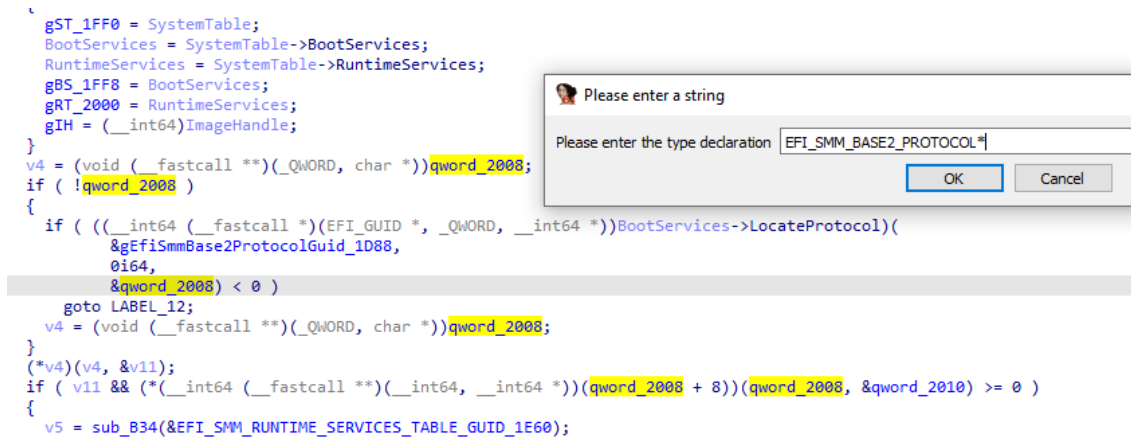 {
gST_1FF0 = SystemTable;
BootServices = SystemTable->BootServices;
RuntimeServices = SystemTable->RuntimeServices;
gBS_1FF8 = BootServices;
gRT_2000 = RuntimeServices;
gIH = (__int64)ImageHandle;
}
v4 = (void (__fastcall **)(_QWORD, char *))qword_2008;
if ( !qword_2008 )
{
if ( ((__int64 (__fastcall *)(EFI_GUID *, _QWORD, __int64 *))BootServices->LocateProtocol)(
&gEfiSmmBase2ProtocolGuid_1D88,
0i64,
&qword_2008) < 0 )
goto LABEL_12;
v4 = (void (__fastcall **)(_QWORD, char *))qword_2008;
}
(*v4)(v4, &v11);
if ( v11 && (*(__int64 (__fastcall **)(__int64, __int64 *))(qword_2008 + 8))(qword_2008, &qword_2010) >= 0 )
{
v5 = sub_B34(&EFI_SMM_RUNTIME_SERVICES_TABLE_GUID_1E60);
Please enter a string
Please enter the type declaration EFI_SMM_BASE2_PROTOCOL*
OK Cancel